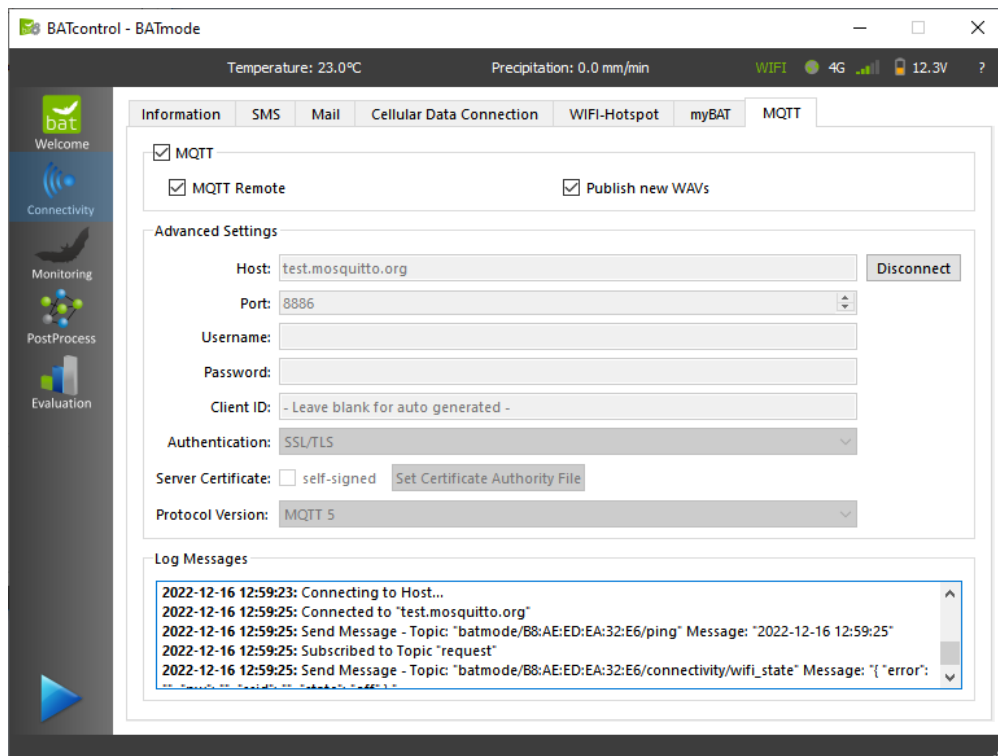 BATcontrol - BATmode
Temperature: 23.0°C Precipitation: 0.0 mm/min WIFI 4G 12.3V ?
bat
Welcome
Connectivity
Monitoring
PostProcess
Evaluation
Information SMS Mail Cellular Data Connection WIFI-Hotspot myBAT MQTT
MQTT
MQTT Remote Publish new WAVs
Advanced Settings
Host: test.mosquitto.org Disconnect
Port: 8886
Username:
Password:
Client ID: - Leave blank for auto generated -
Authentication: SSL/TLS
Server Certificate: self-signed Set Certificate Authority File
Protocol Version: MQTT 5
Log Messages
2022-12-16 12:59:23: Connecting to Host...
2022-12-16 12:59:25: Connected to "test.mosquitto.org"
2022-12-16 12:59:25: Send Message - Topic: "batmode/B8:AE:ED:EA:32:E6/ping" Message: "2022-12-16 12:59:25"
2022-12-16 12:59:25: Subscribed to Topic "request"
2022-12-16 12:59:25: Send Message - Topic: "batmode/B8:AE:ED:EA:32:E6/connectivity/wifi_state" Message: "{ "error":